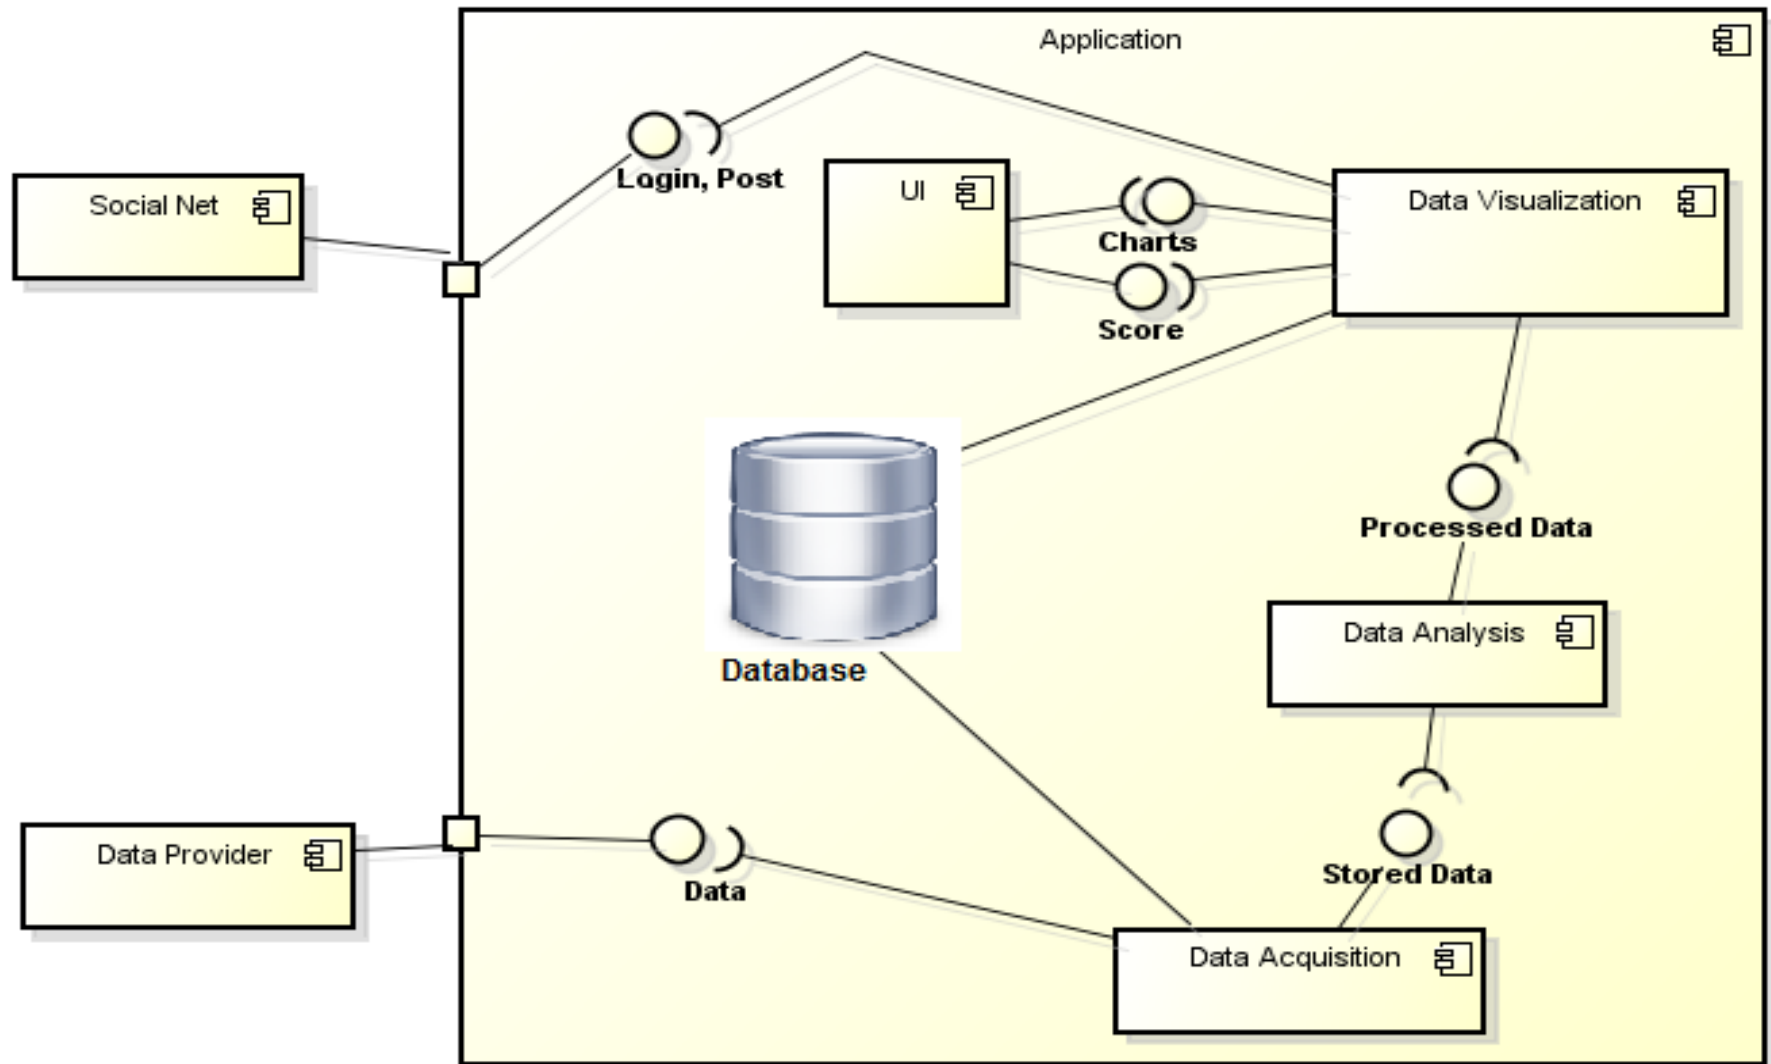 Application
Login, Post
Social Net
UI
Data Visualization
Charts
Score
Processed Data
Data Analysis
Database
Data Provider
Data
Stored Data
Data Acquisition